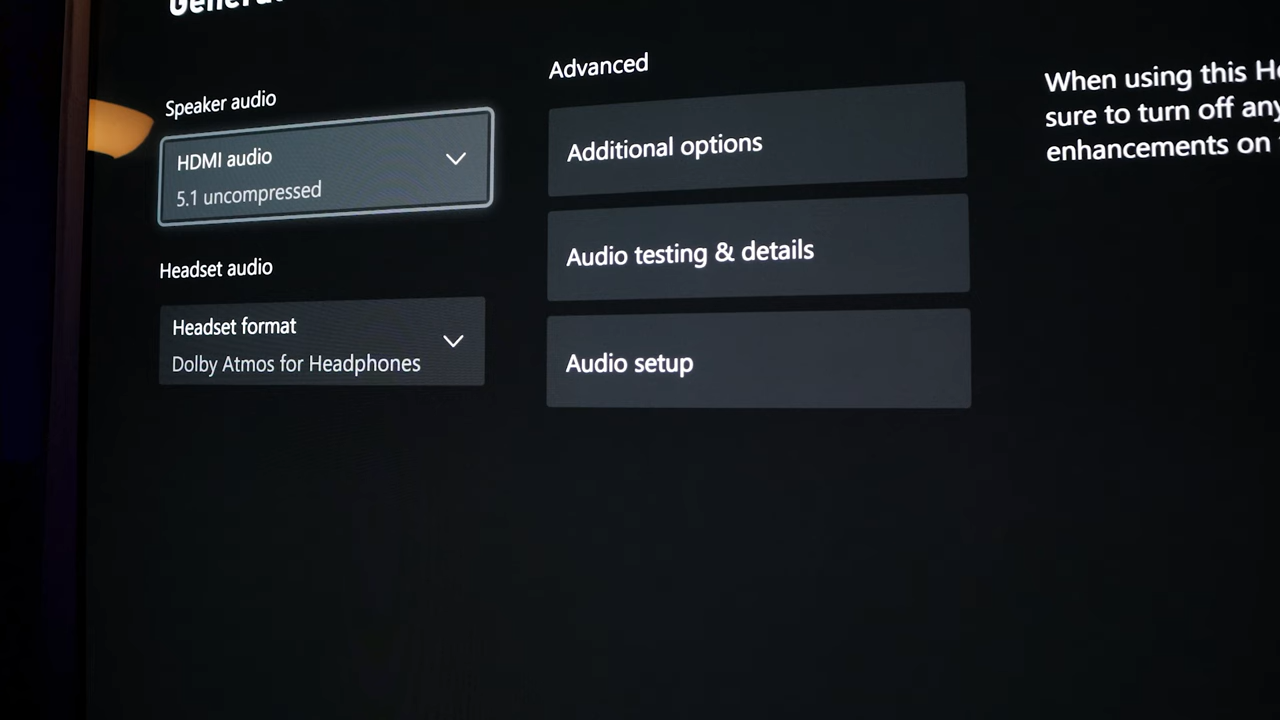 Speaker audio
HDMI audio
5.1 uncompressed
Headset audio
Headset format
Dolby Atmos for Headphones
Advanced
Additional options
Audio testing & details
Audio setup
When using this
sure to turn off any
enhancements on